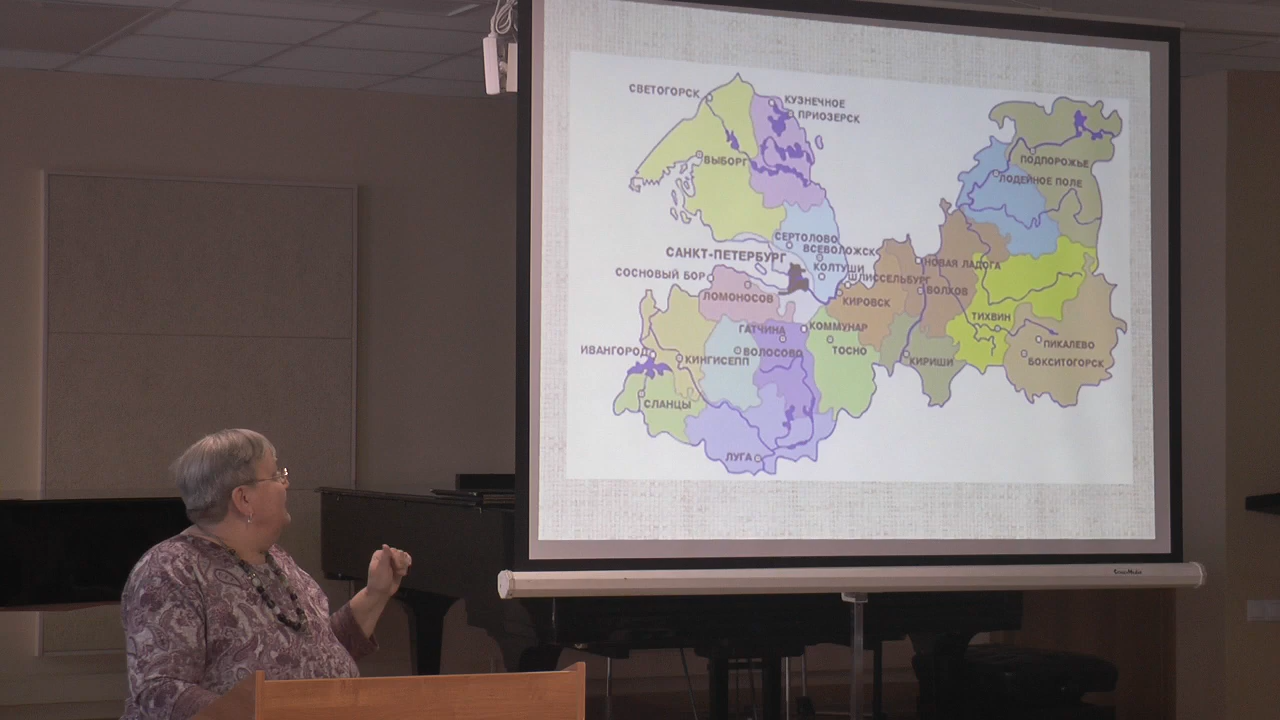 СВЕТОГОРСК
КУЗНЕЧНОЕ
ПРИОЗЕРСК
ВЫБОРГ
ПОДПОРОЖЬЕ
ЛОДЕЙНОЕ ПОЛЕ
СЕРТОЛОВО
ВСЕВОЛОЖСК
САНКТ-ПЕТЕРБУРГ
КОЛТУШИ
НОВАЯ ЛАДОГА
СОСНОВЫЙ БОР
ШЛИССЕЛЬБУРГ
ВОЛХОВ
ЛОМОНОСОВ
КИРОВСК
ТИХВИН
ГАТЧИНА
КОММУНАР
ПИКАЛЕВО
ИВАНГОРОД
КИНГИСЕПП
ВОЛОСОВО
ТОСНО
КИРИШИ
БОКСИТОГОРСК
СЛАНЦЫ
ЛУГА